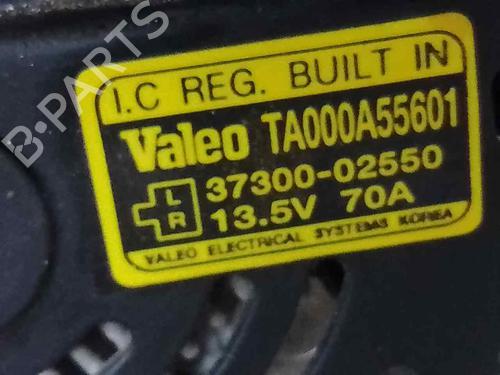 B-PARTS
I.C REG. BUILT IN
Valeo TA000A55601
L 37300-02550
R 13.5V 70A
VALEO ELECTRICAL SYSTEMS KOREA